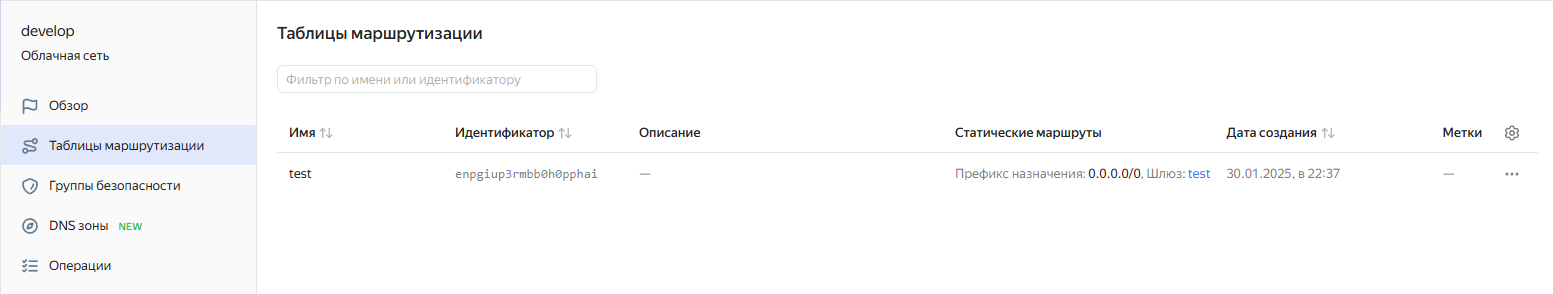 develop
Облачная сеть
Обзор
Таблицы маршрутизации
Группы безопасности
DNS зоны NEW
Операции
Таблицы маршрутизации
Фильтр по имени или идентификатору
Имя Идентификатор Описание Статические маршруты Дата создания Метки
test enpgiup3rmbb0h0pphai — Префикс назначения: 0.0.0.0/0, Шлюз: test 30.01.2025, в 22:37 —